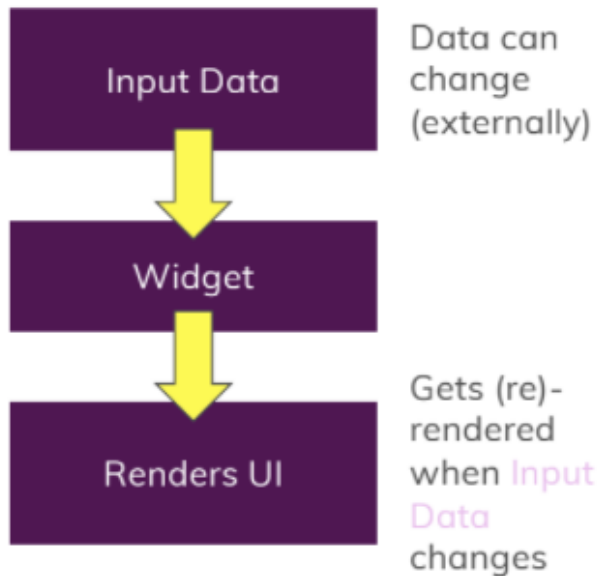 Input Data
Data can
change
(externally)
Widget
Renders UI
Gets (re)-
rendered
when Input
Data
changes